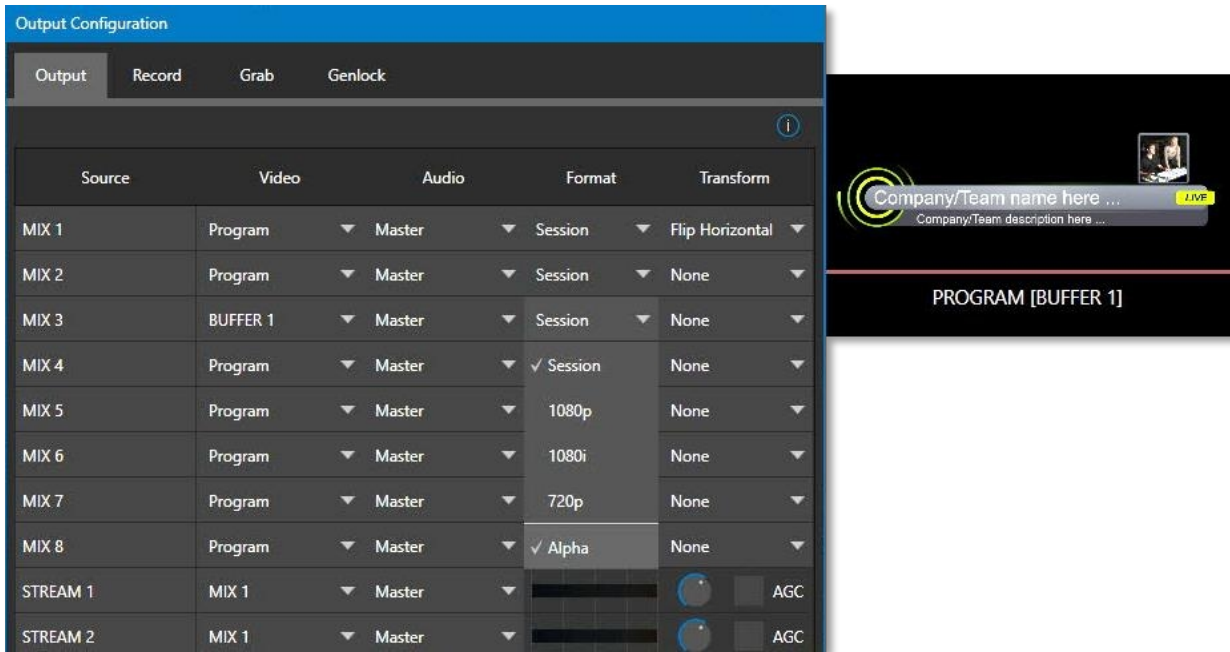 Output Configuration
Output Record Grab Genlock
i
Source Video Audio Format Transform
MIX 1 Program Master Session Flip Horizontal
MIX 2 Program Master Session None
MIX 3 BUFFER 1 Master Session None
MIX 4 Program Master ✓ Session None
MIX 5 Program Master 1080p None
MIX 6 Program Master 1080i None
MIX 7 Program Master 720p None
MIX 8 Program Master ✓ Alpha None
STREAM 1 MIX 1 Master AGC
STREAM 2 MIX 1 Master AGC
Company/Team name here ... LIVE
Company/Team description here ...
PROGRAM [BUFFER 1]